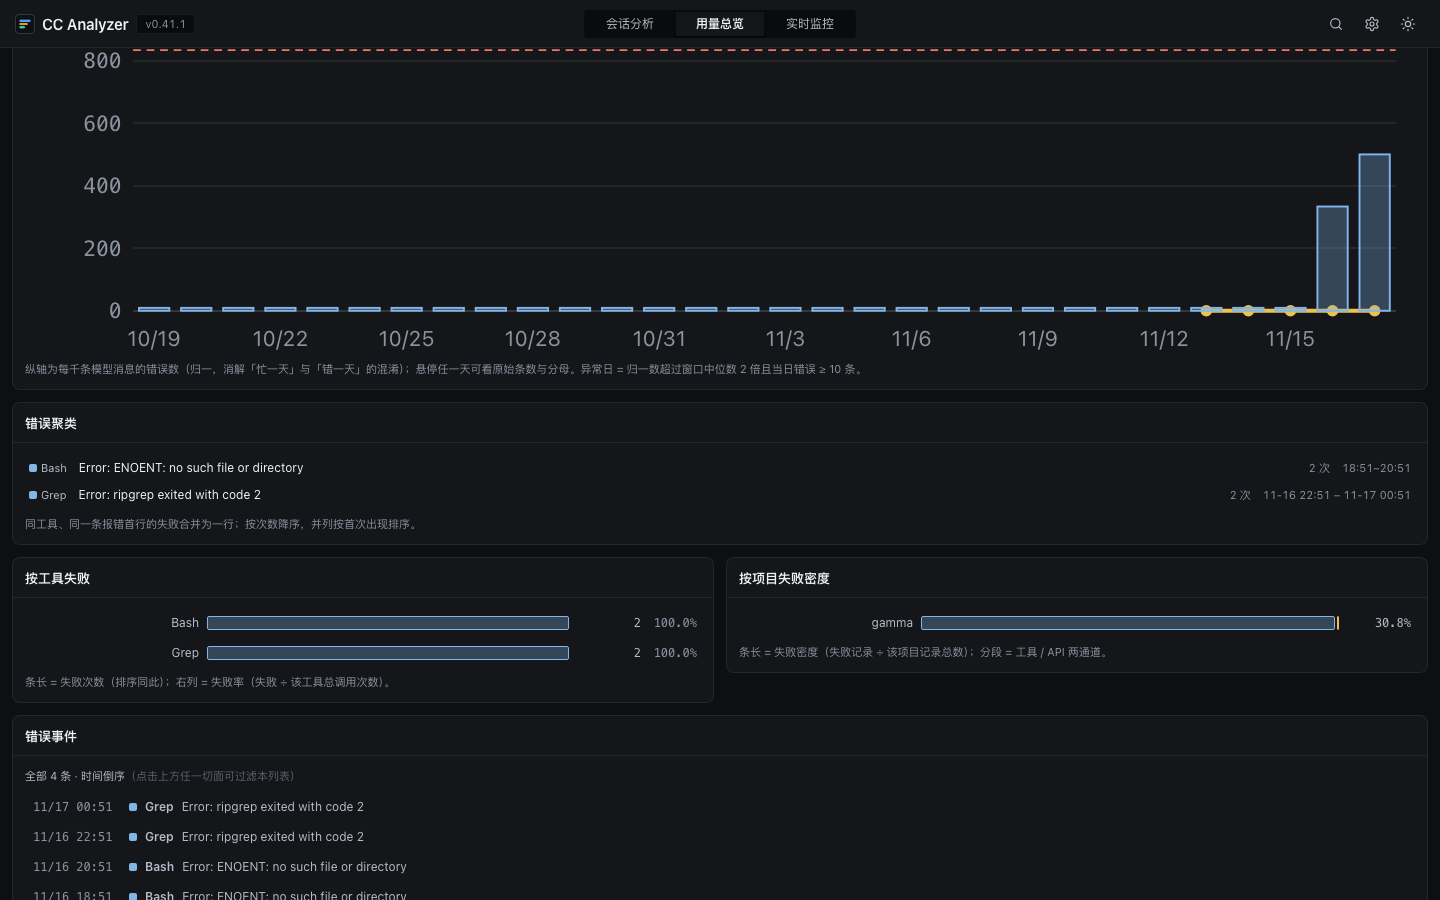 CC Analyzer v0.41.1 会话分析 用量总览 实时监控
800
600
400
200
0
10/19 10/22 10/25 10/28 10/31 11/3 11/6 11/9 11/12 11/15
纵轴为每千条模型消息的错误数（归一，消解「忙一天」与「错一天」的混淆）；悬停任一天可看原始条数与分母。异常日 = 归一数超过窗口中位数 2 倍且当日错误 ≥ 10 条。
错误聚类
Bash Error: ENOENT: no such file or directory 2 次 18:51–20:51
Grep Error: ripgrep exited with code 2 2 次 11-16 22:51 – 11-17 00:51
同工具、同一条报错首行的失败合并为一行；按次数降序，并列按首次出现排序。
按工具失败
Bash 2 100.0%
Grep 2 100.0%
条长 = 失败次数（排序同此）；右列 = 失败率（失败 ÷ 该工具总调用次数）。
按项目失败密度
gamma 30.8%
条长 = 失败密度（失败记录 ÷ 该项目记录总数）；分段 = 工具 / API 两通道。
错误事件
全部 4 条 · 时间倒序（点击上方任一切面可过滤本列表）
11/17 00:51 Grep Error: ripgrep exited with code 2
11/16 22:51 Grep Error: ripgrep exited with code 2
11/16 20:51 Bash Error: ENOENT: no such file or directory
11/16 18:51 Bash Error: ENOENT: no such file or directory